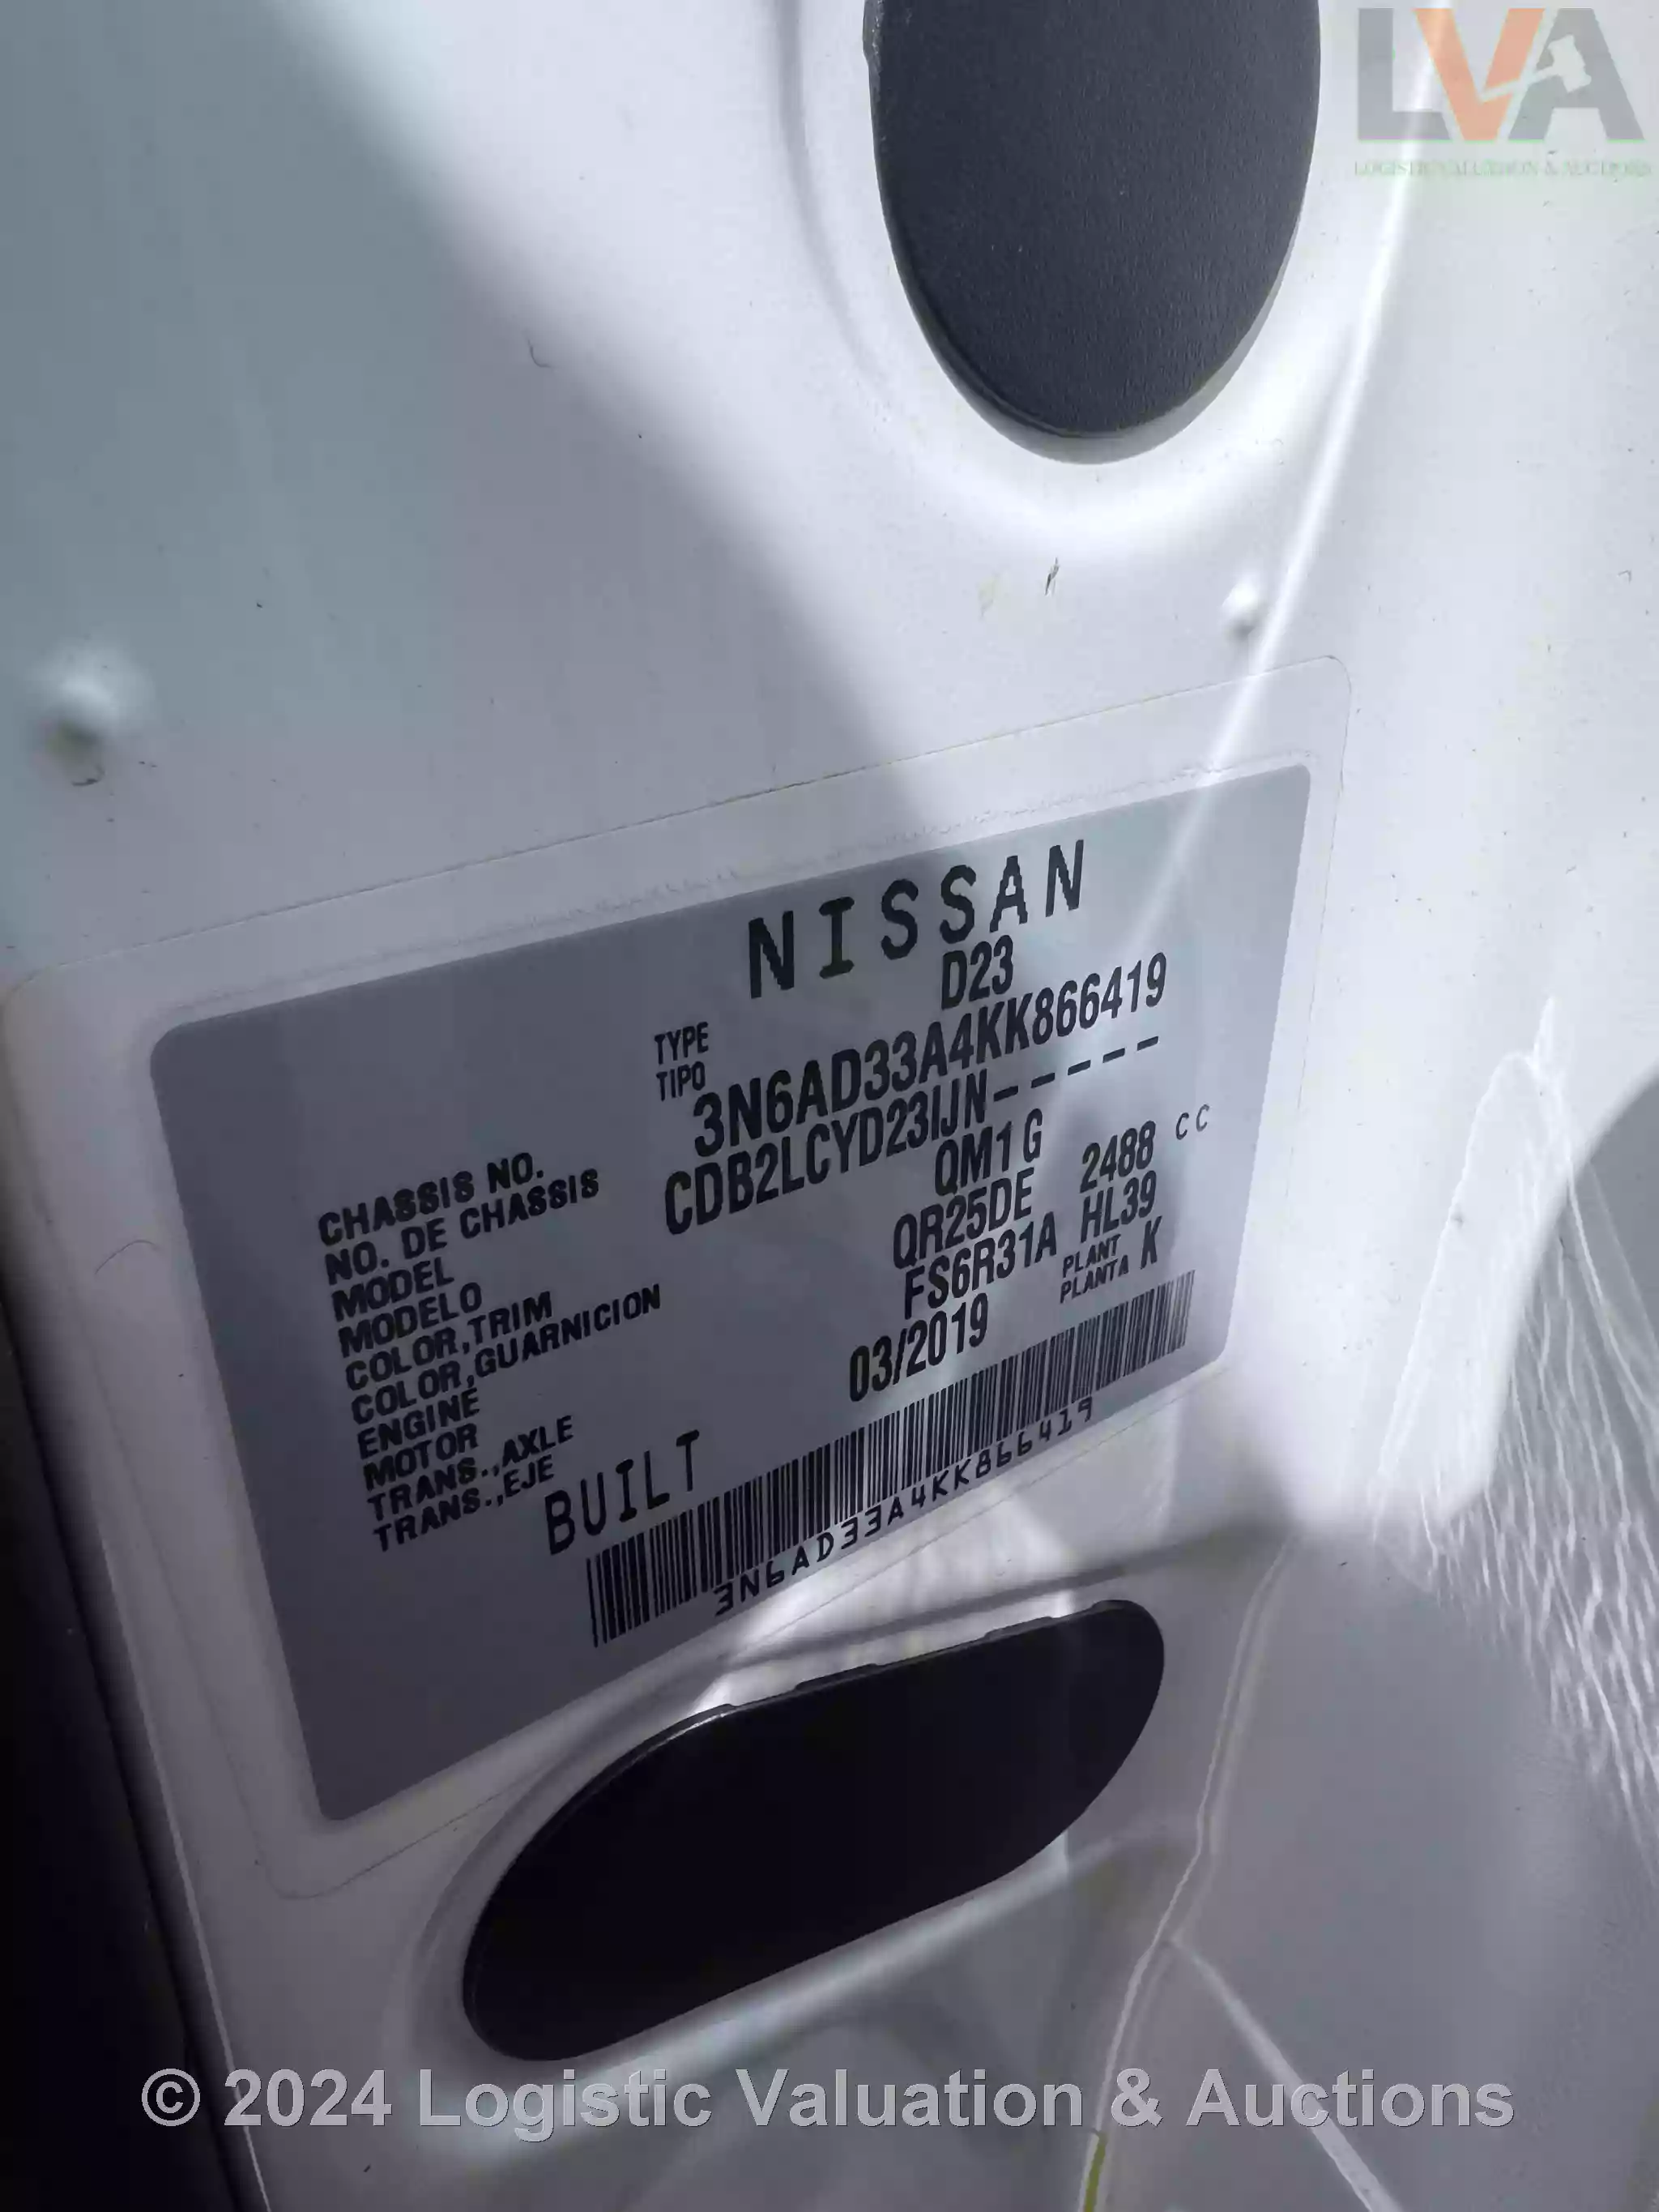 LVA
LOGISTIC VALUATION & AUCTIONS
NISSAN
TYPE
TIPO
D23
CHASSIS NO.
NO. DE CHASSIS
3N6AD33A4KK866419
MODEL
MODELO
CDB2LCYD23IJN------
COLOR,TRIM
COLOR,GUARNICION
QM1 G
ENGINE
MOTOR
QR25DE 2488 CC
TRANS.,AXLE
TRANS.,EJE
FS6R31A HL39
BUILT 03/2019
PLANT
PLANTA
K
3N6AD33A4KK866419
© 2024 Logistic Valuation & Auctions